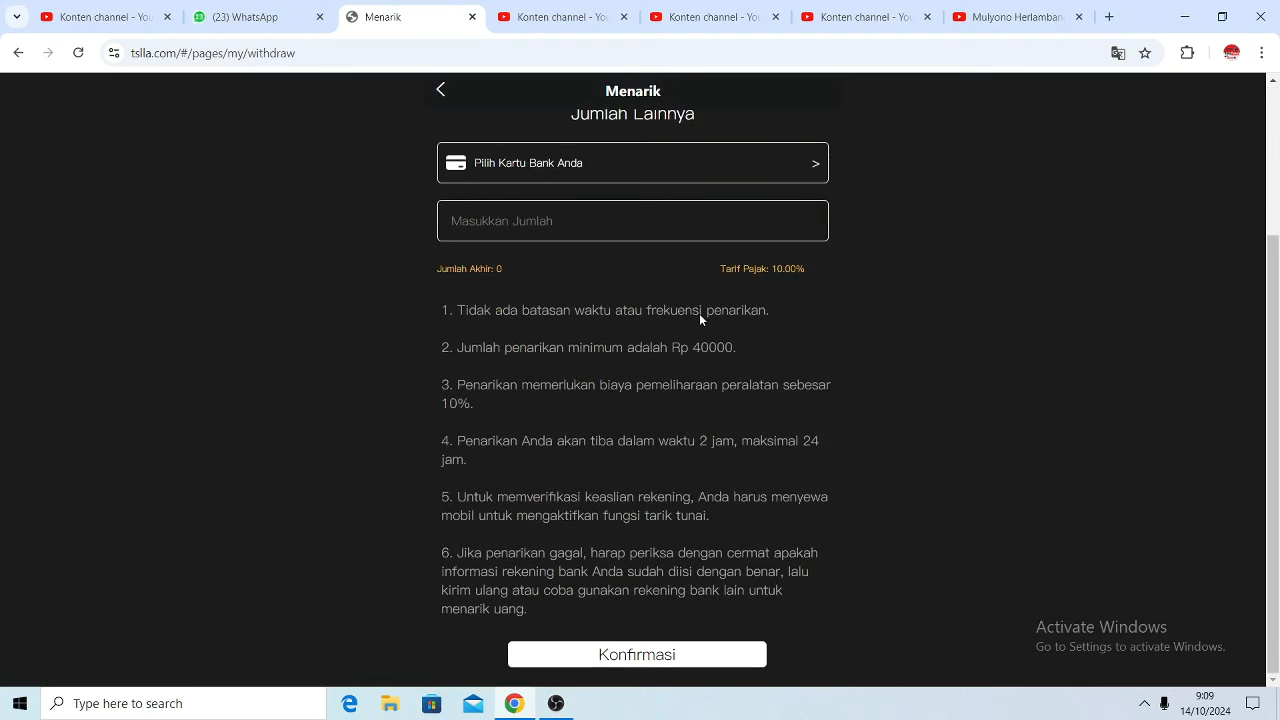 Konten channel - You
(23) WhatsApp
Menarik
Konten channel - You
Konten channel - You
Konten channel - You
Mulyono Herlamban
tslla.com/#/pages/my/withdraw
Menarik
Jumlah Lainnya
Pilih Kartu Bank Anda >
Masukkan Jumlah
Jumlah Akhir: 0 Tarif Pajak: 10.00%
1. Tidak ada batasan waktu atau frekuensi penarikan.
2. Jumlah penarikan minimum adalah Rp 40000.
3. Penarikan memerlukan biaya pemeliharaan peralatan sebesar
10%.
4. Penarikan Anda akan tiba dalam waktu 2 jam, maksimal 24
jam.
5. Untuk memverifikasi keaslian rekening, Anda harus menyewa
mobil untuk mengaktifkan fungsi tarik tunai.
6. Jika penarikan gagal, harap periksa dengan cermat apakah
informasi rekening bank Anda sudah diisi dengan benar, lalu
kirim ulang atau coba gunakan rekening bank lain untuk
menarik uang.
Konfirmasi
Activate Windows
Go to Settings to activate Windows.
Type here to search
9:09
14/10/2024